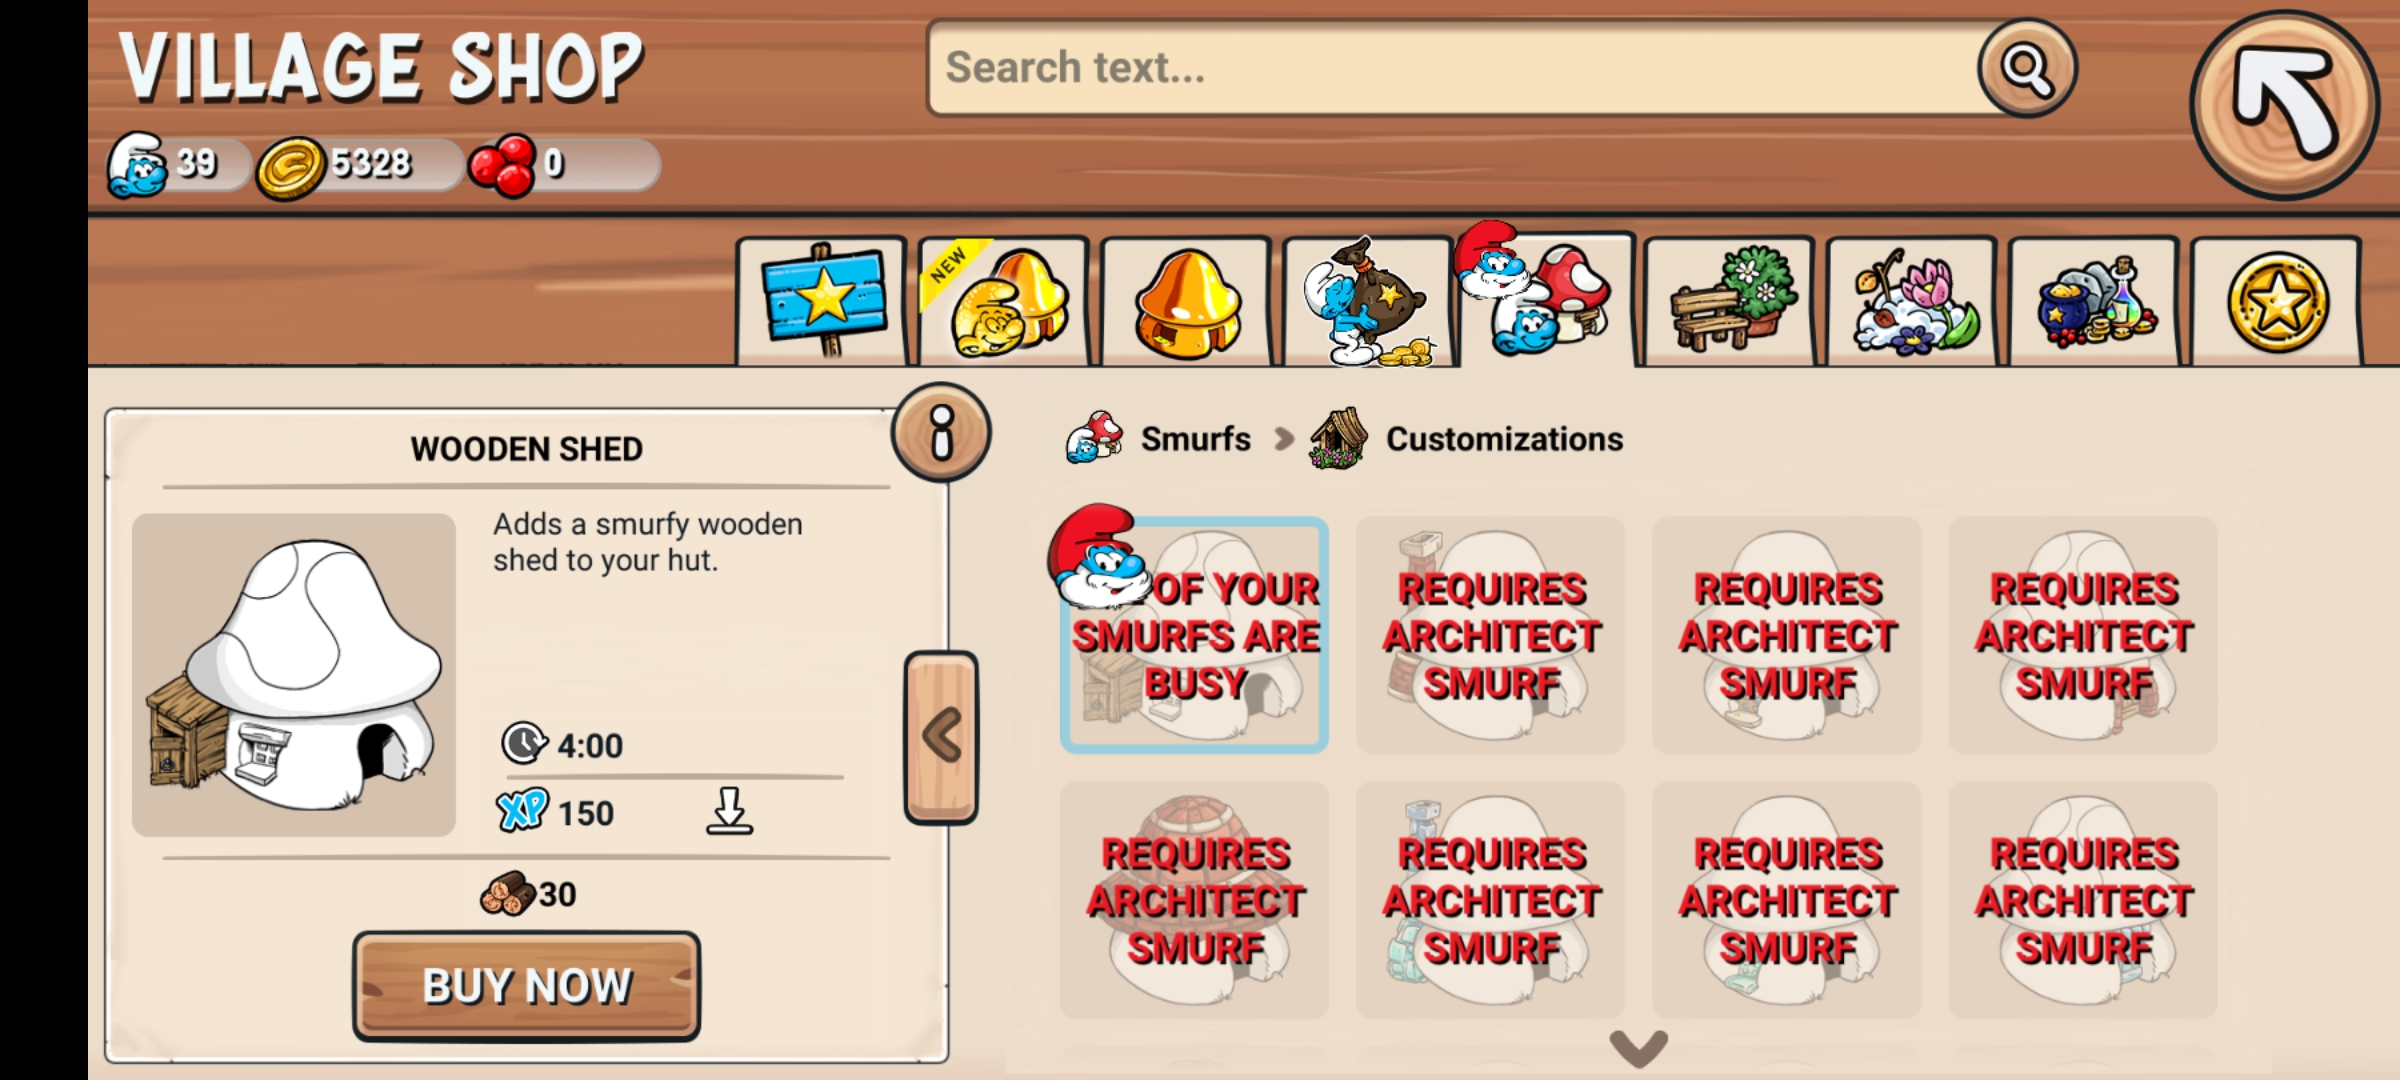 VILLAGE SHOP
Search text...
39
5328
0
NEW
WOODEN SHED
Adds a smurfy wooden
shed to your hut.
4:00
XP 150
30
BUY NOW
Smurfs
Customizations
OF YOUR
SMURFS ARE
BUSY
REQUIRES
ARCHITECT
SMURF
REQUIRES
ARCHITECT
SMURF
REQUIRES
ARCHITECT
SMURF
REQUIRES
ARCHITECT
SMURF
REQUIRES
ARCHITECT
SMURF
REQUIRES
ARCHITECT
SMURF
REQUIRES
ARCHITECT
SMURF